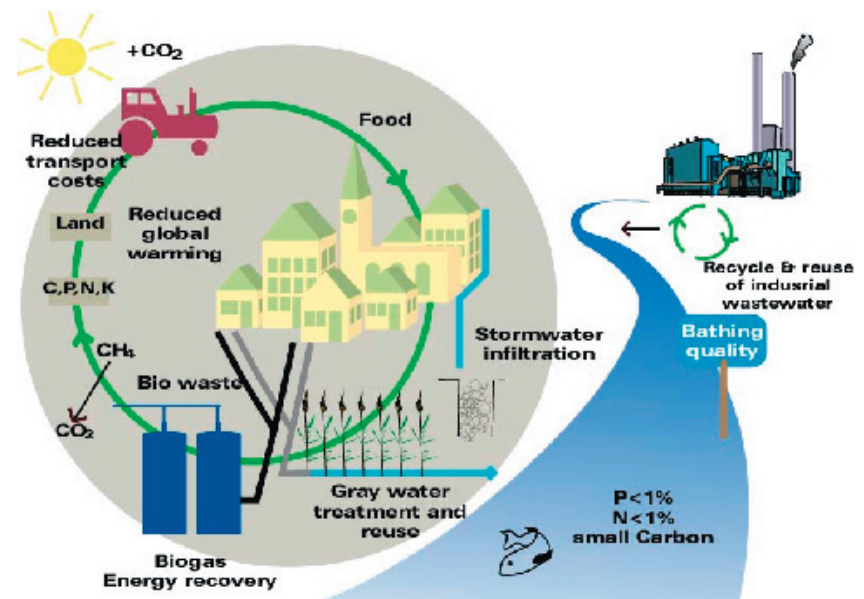 +CO2
Food
Reduced
transport
costs
Land
Reduced
global
warming
C,P,N,K
CH4
CO2
Bio waste
Stormwater
infiltration
Gray water
treatment and
reuse
Biogas
Energy recovery
Recycle & reuse
of indusrial
wastewater
Bathing
quality
P<1%
N<1%
small Carbon